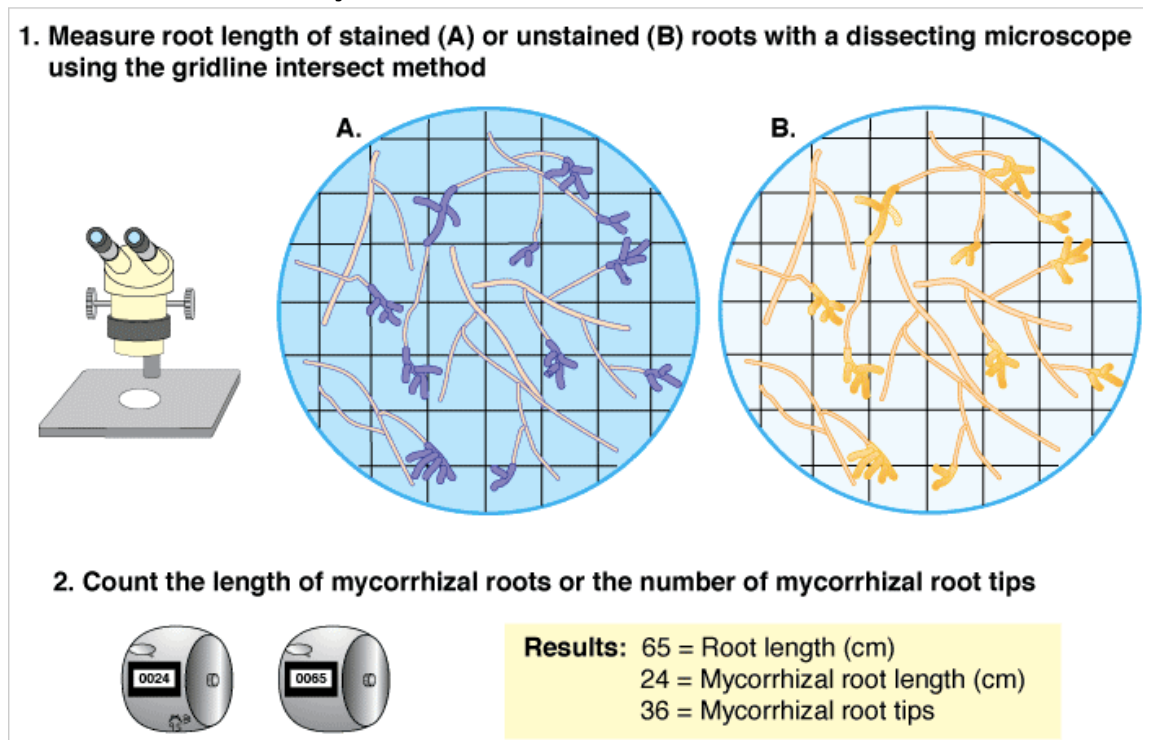 1. Measure root length of stained (A) or unstained (B) roots with a dissecting microscope
using the gridline intersect method
A.
B.
2. Count the length of mycorrhizal roots or the number of mycorrhizal root tips
0024
0065
Results: 65 = Root length (cm)
24 = Mycorrhizal root length (cm)
36 = Mycorrhizal root tips